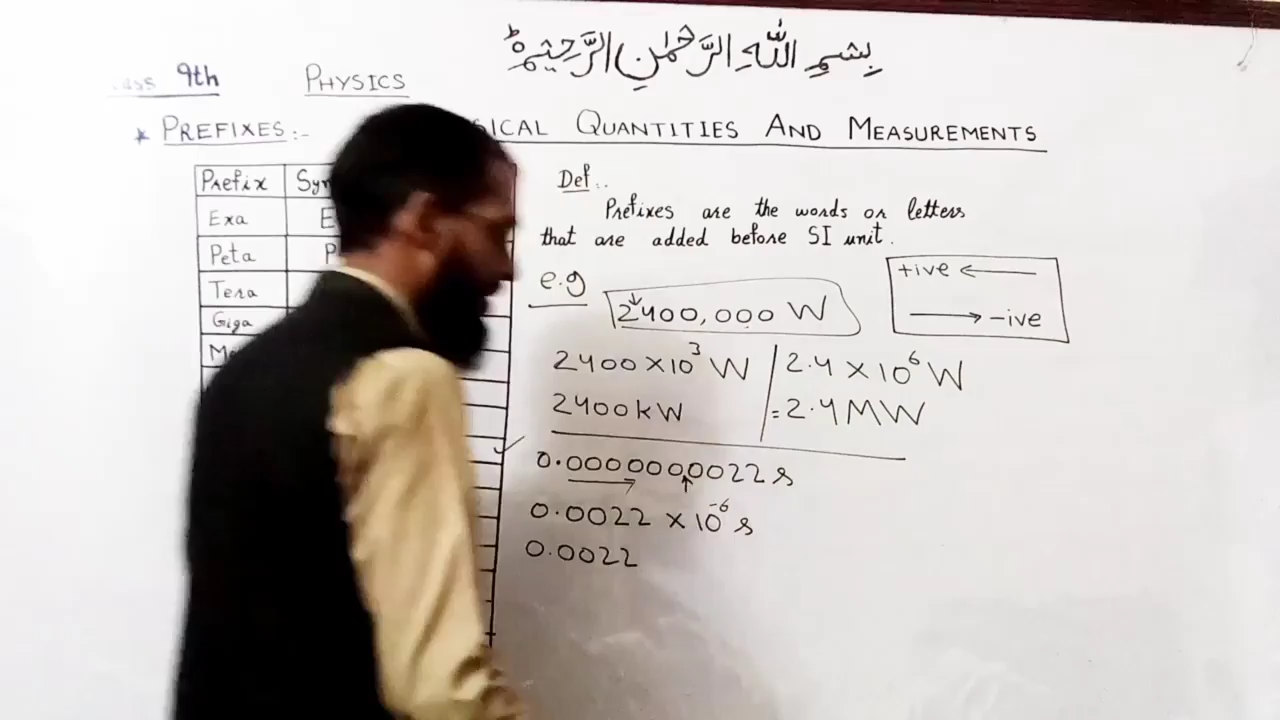 بِسْمِ اللّٰهِ الرَّحْمٰنِ الرَّحِيْمِ
9th PHYSICS
★ PREFIXES:- QUANTITIES AND MEASUREMENTS
Prefix
Exa E
Peta P
Tera
Giga
Def:.
Prefixes are the words or letters
that are added before SI unit.
e.g
+ive ←
→ -ive
2400,000 W
2400 × 10³ W
2400 kW
2.4 × 10⁶ W
= 2.4 MW
0.0000000022 s
0.0022 × 10⁻⁶ s
0.0022